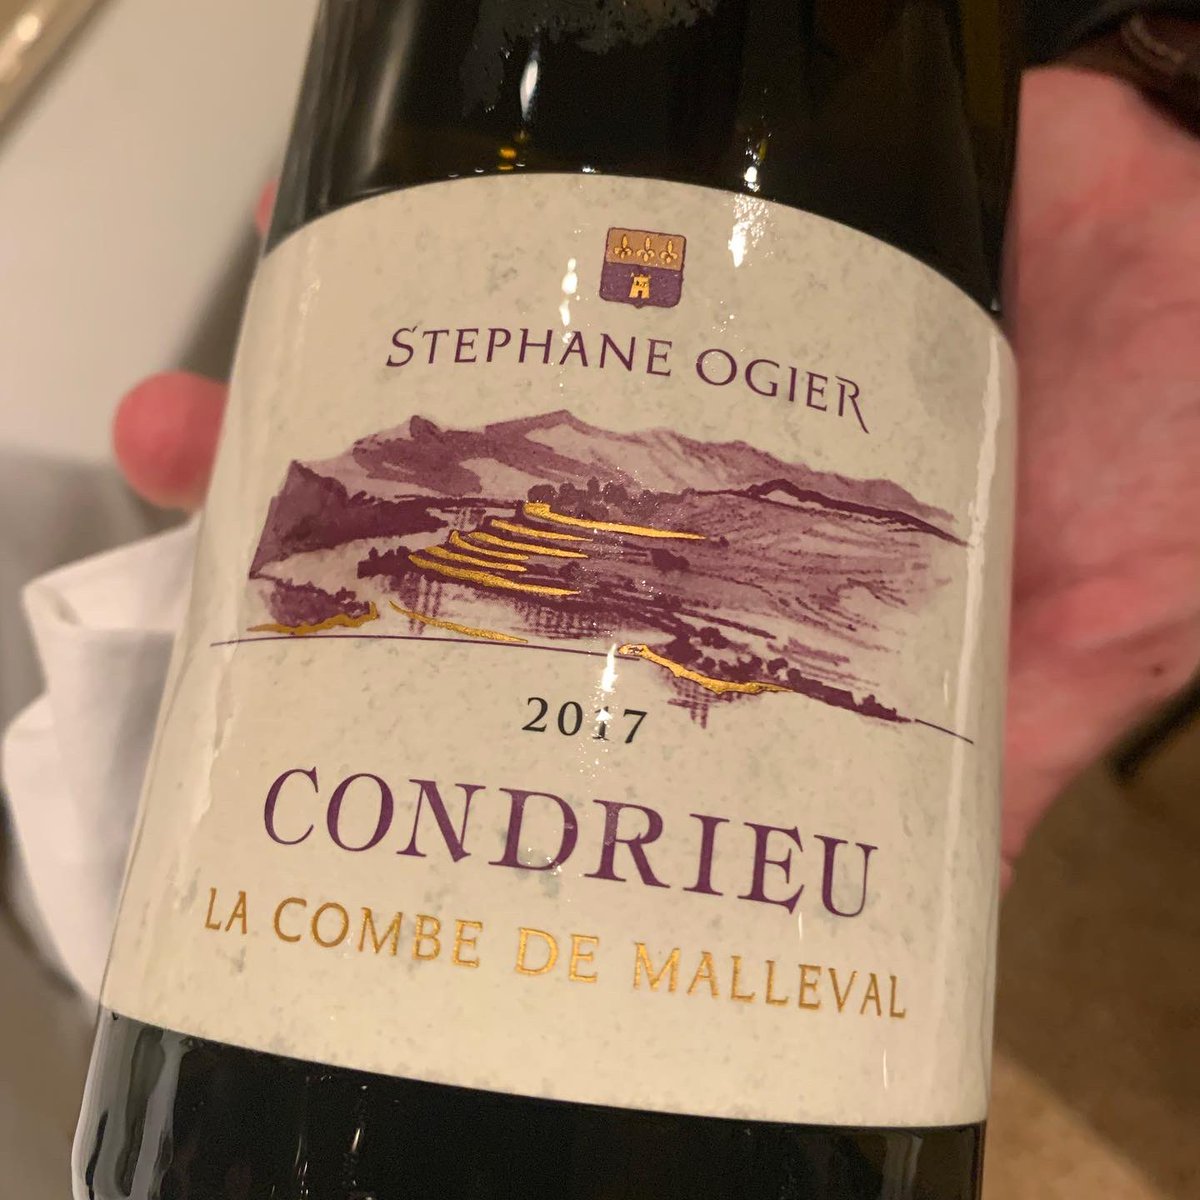 STEPHANE OGIER
2017
CONDRIEU
LA COMBE DE MALLEVAL